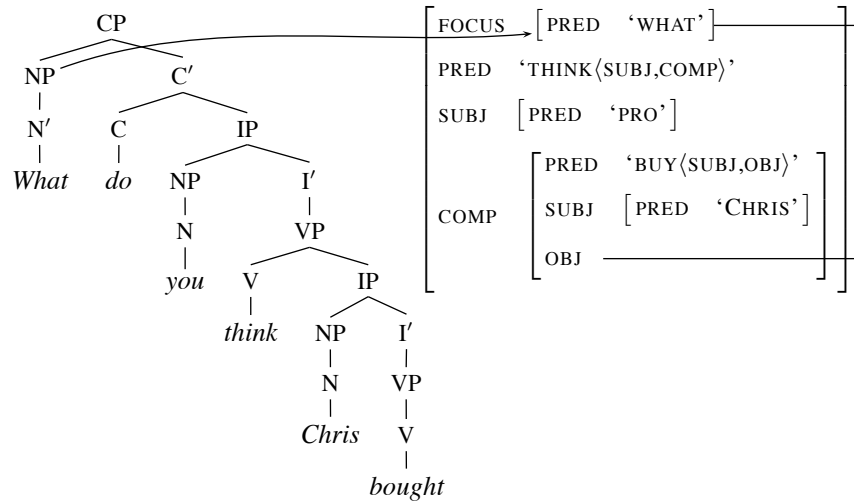 CP
NP C′
N′ C IP
What do NP I′
N VP
you V IP
think NP I′
N VP
Chris V
bought
FOCUS [PRED ‘WHAT’]
PRED ‘THINK⟨SUBJ,COMP⟩’
SUBJ [PRED ‘PRO’]
COMP [PRED ‘BUY⟨SUBJ,OBJ⟩’
SUBJ [PRED ‘CHRIS’]
OBJ ]